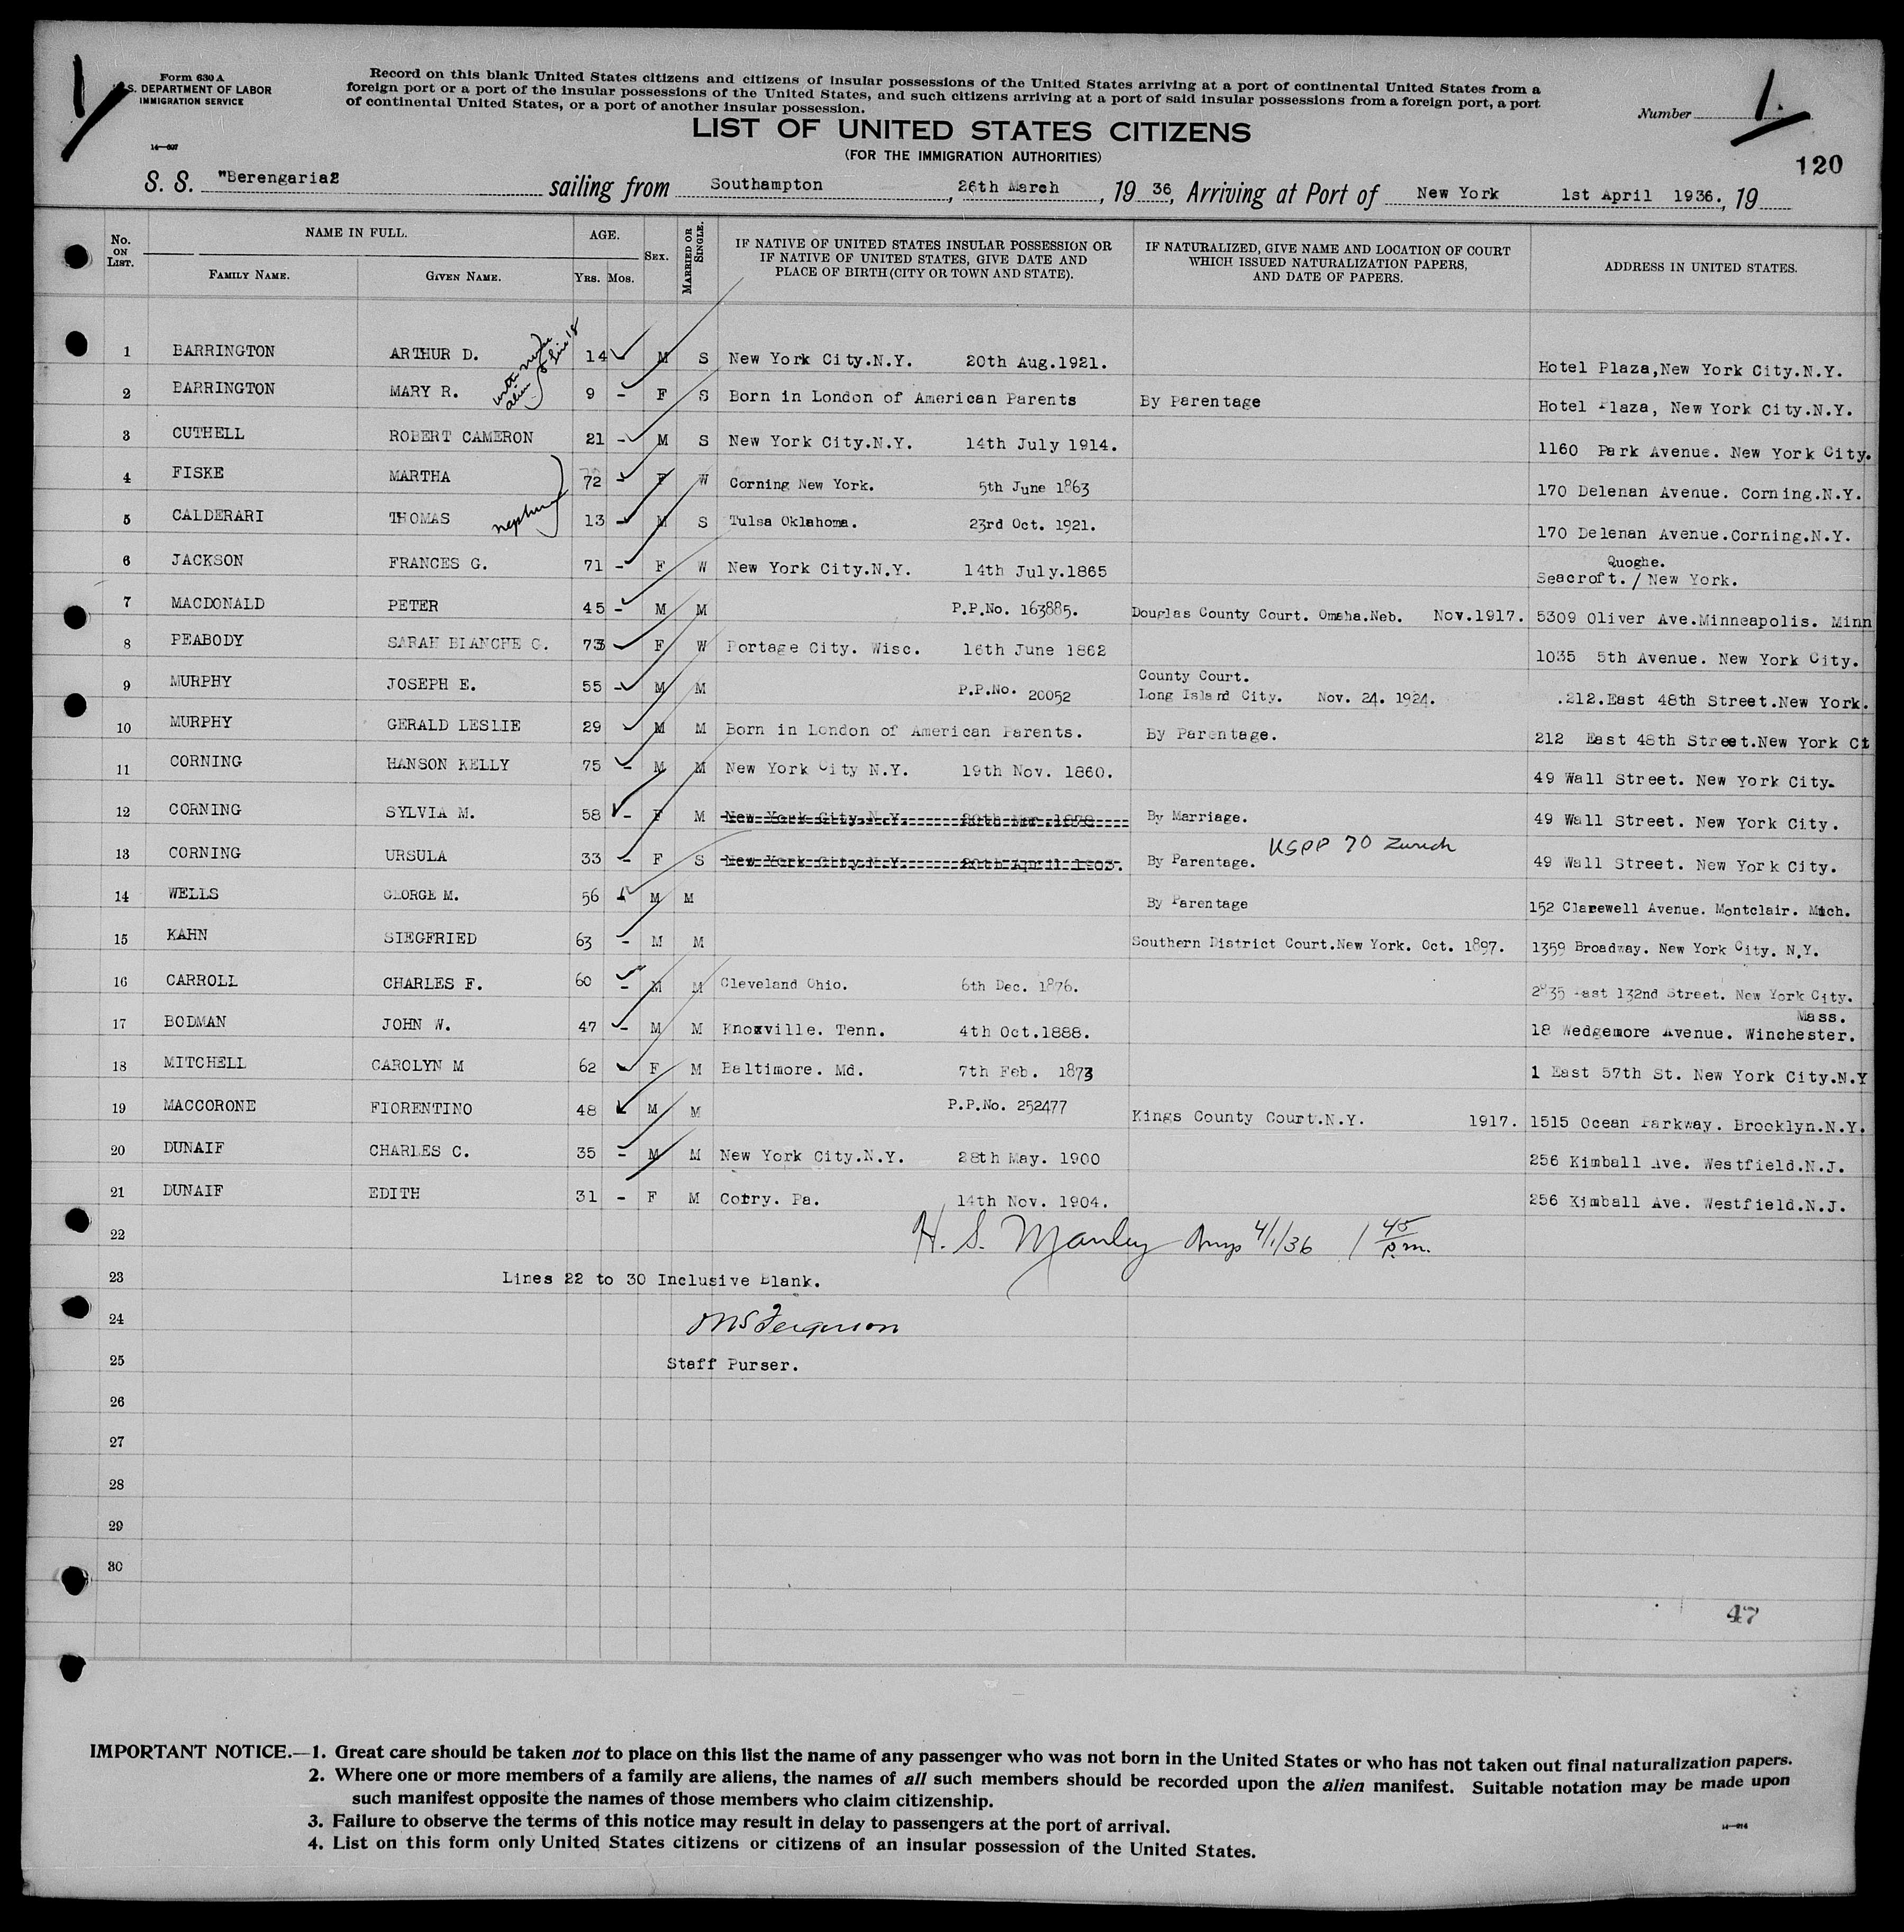 Form 630 A
U. S. DEPARTMENT OF LABOR
IMMIGRATION SERVICE
14—607
Record on this blank United States citizens and citizens of insular possessions of the United States arriving at a port of continental United States from a
foreign port or a port of the insular possessions of the United States, and such citizens arriving at a port of said insular possessions from a foreign port, a port
of continental United States, or a port of another insular possession.
Number 1.
LIST OF UNITED STATES CITIZENS
(FOR THE IMMIGRATION AUTHORITIES)
120
S. S. "Berengaria2 sailing from Southampton, 26th March, 19 36, Arriving at Port of New York 1st April 1936., 19
No. ON LIST. NAME IN FULL. FAMILY NAME. GIVEN NAME. AGE. YRS. MOS. SEX. MARRIED OR SINGLE. IF NATIVE OF UNITED STATES INSULAR POSSESSION OR IF NATIVE OF UNITED STATES, GIVE DATE AND PLACE OF BIRTH (CITY OR TOWN AND STATE). IF NATURALIZED, GIVE NAME AND LOCATION OF COURT WHICH ISSUED NATURALIZATION PAPERS, AND DATE OF PAPERS. ADDRESS IN UNITED STATES.
1 BARRINGTON ARTHUR D. 14 M S New York City.N.Y. 20th Aug.1921. Hotel Plaza,New York City.N.Y.
2 BARRINGTON MARY R. 9 - F S Born in London of American Parents By Parentage Hotel Plaza, New York City.N.Y.
3 CUTHELL ROBERT CAMERON 21 - M S New York City.N.Y. 14th July 1914. 1160 Park Avenue. New York City.
4 FISKE MARTHA 72 - F W Corning New York. 5th June 1863 170 Delenan Avenue. Corning.N.Y.
5 CALDERARI THOMAS nephew 13 - M S Tulsa Oklahoma. 23rd Oct. 1921. 170 Delenan Avenue.Corning.N.Y.
6 JACKSON FRANCES G. 71 - F W New York City.N.Y. 14th July.1865 Quoghe. Seacroft. / New York.
7 MACDONALD PETER 45 - M M P.P.No. 163885. Douglas County Court. Omaha.Neb. Nov.1917. 5309 Oliver Ave.Minneapolis. Minn
8 PEABODY SARAH BLANCHE C. 73 F W Portage City. Wisc. 16th June 1862 1035 5th Avenue. New York City.
9 MURPHY JOSEPH E. 55 - M M P.P.No. 20052 County Court. Long Island City. Nov. 24. 1924. .212.East 48th Street.New York.
10 MURPHY GERALD LESLIE 29 M M Born in London of American Parents. By Parentage. 212 East 48th Street.New York Ct
11 CORNING HANSON KELLY 75 - M M New York City N.Y. 19th Nov. 1860. 49 Wall Street. New York City.
12 CORNING SYLVIA M. 58 - F M New York City.N.Y. By Marriage. 49 Wall Street. New York City.
13 CORNING URSULA 33 - F S New York City.N.Y. 20th April 1903. By Parentage. USPP 70 Zurich 49 Wall Street. New York City.
14 WELLS GEORGE M. 56 M M By Parentage 152 Clarewell Avenue. Montclair. Mich.
15 KAHN SIEGFRIED 63 - M M Southern District Court.New York. Oct. 1897. 1359 Broadway. New York City. N.Y.
16 CARROLL CHARLES F. 60 - M M Cleveland Ohio. 6th Dec. 1876. 2835 East 132nd Street. New York City.
17 BODMAN JOHN W. 47 - M M Knoxville. Tenn. 4th Oct.1888. Mass. 18 Wedgemore Avenue. Winchester.
18 MITCHELL CAROLYN M 62 F M Baltimore. Md. 7th Feb. 1873 1 East 57th St. New York City.N.Y
19 MACCORONE FIORENTINO 48 M M P.P.No. 252477 Kings County Court.N.Y. 1917. 1515 Ocean Parkway. Brooklyn.N.Y.
20 DUNAIF CHARLES C. 35 - M M New York City.N.Y. 28th May. 1900 256 Kimball Ave. Westfield.N.J.
21 DUNAIF EDITH 31 - F M Corry. Pa. 14th Nov. 1904. 256 Kimball Ave. Westfield.N.J.
22 H. S. Manley 4/1/36 1 45 p.m.
23 Lines 22 to 30 Inclusive Blank.
24 Ferguson
25 Staff Purser.
26
27
28
29
30
47
IMPORTANT NOTICE.—1. Great care should be taken not to place on this list the name of any passenger who was not born in the United States or who has not taken out final naturalization papers.
2. Where one or more members of a family are aliens, the names of all such members should be recorded upon the alien manifest. Suitable notation may be made upon
such manifest opposite the names of those members who claim citizenship.
3. Failure to observe the terms of this notice may result in delay to passengers at the port of arrival.
4. List on this form only United States citizens or citizens of an insular possession of the United States.